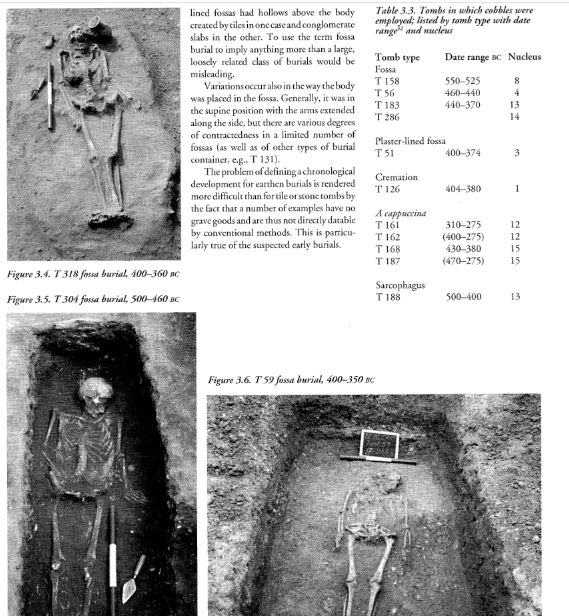 lined fossas had hollows above the body
created by tiles in one case and conglomerate
slabs in the other. To use the term fossa
burial to imply anything more than a large,
loosely related class of burials would be
misleading.
Variations occur also in the way the body
was placed in the fossa. Generally, it was in
the supine position with the arms extended
along the side, but there are various degrees
of contractedness in a limited number of
fossas (as well as of other types of burial
container, e.g., T 131).
The problem of defining a chronological
development for earthen burials is rendered
more difficult than for tile or stone tombs by
the fact that a number of examples have no
grave goods and are thus not directly datable
by conventional methods. This is particu-
larly true of the suspected early burials.
Table 3.3. Tombs in which cobbles were
employed; listed by tomb type with date
range and nucleus
Tomb type Date range BC Nucleus
Fossa
T 158 550–525 8
T 56 460–440 4
T 183 440–370 13
T 286 14
Plaster-lined fossa
T 51 400–374 3
Cremation
T 126 404–380 1
A cappuccina
T 161 310–275 12
T 162 (400–275) 12
T 168 430–380 15
T 187 (470–275) 15
Sarcophagus
T 188 500–400 13
Figure 3.4. T 318 fossa burial, 400–360 BC
Figure 3.5. T 304 fossa burial, 500–460 BC
Figure 3.6. T 59 fossa burial, 400–350 BC